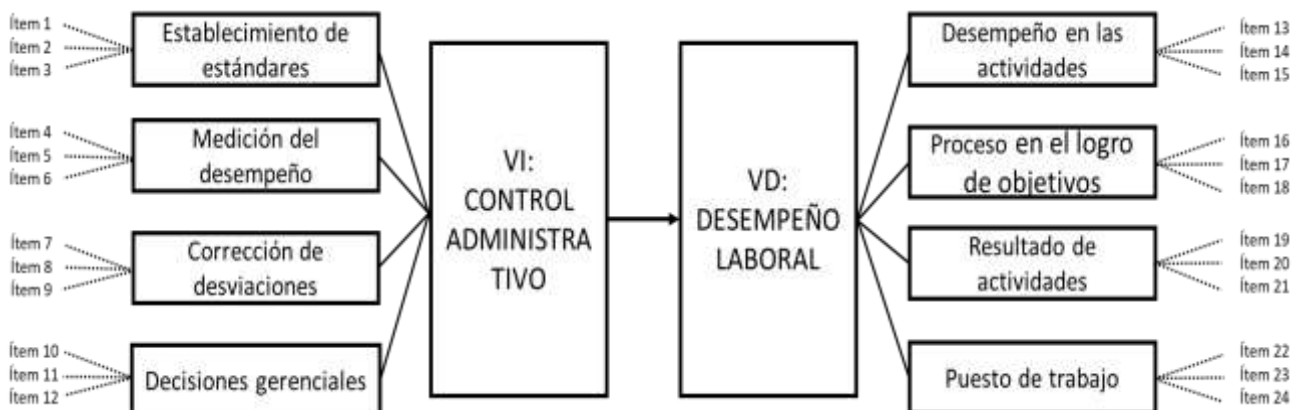 Ítem 1
Ítem 2
Ítem 3
Establecimiento de
estándares
Ítem 4
Ítem 5
Ítem 6
Medición del
desempeño
Ítem 7
Ítem 8
Ítem 9
Corrección de
desviaciones
Ítem 10
Ítem 11
Ítem 12
Decisiones gerenciales
VI:
CONTROL
ADMINISTRA
TIVO
VD:
DESEMPEÑO
LABORAL
Desempeño en las
actividades
Ítem 13
Ítem 14
Ítem 15
Proceso en el logro
de objetivos
Ítem 16
Ítem 17
Ítem 18
Resultado de
actividades
Ítem 19
Ítem 20
Ítem 21
Puesto de trabajo
Ítem 22
Ítem 23
Ítem 24